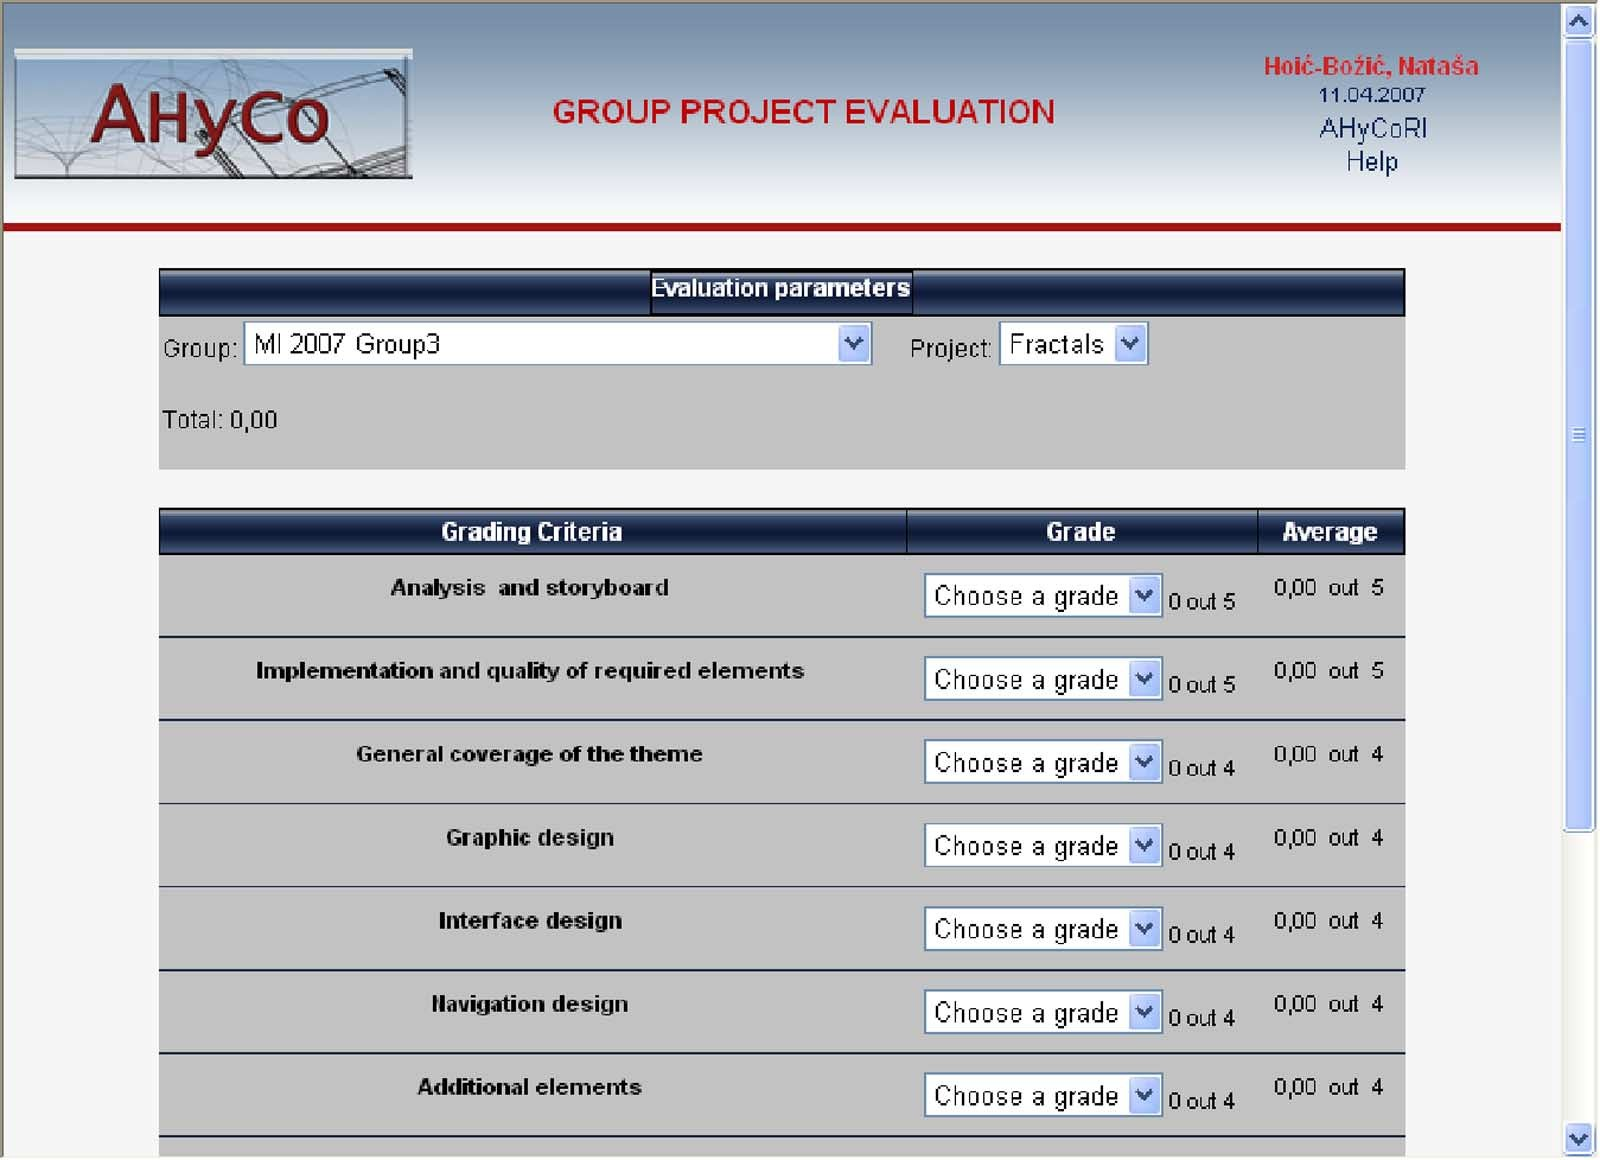 AHyCo
GROUP PROJECT EVALUATION
Hoić-Božić, Nataša
11.04.2007
AHyCoRI
Help
Evaluation parameters
Group: MI 2007 Group3 Project: Fractals
Total: 0,00
Grading Criteria Grade Average
Analysis and storyboard Choose a grade 0 out 5 0,00 out 5
Implementation and quality of required elements Choose a grade 0 out 5 0,00 out 5
General coverage of the theme Choose a grade 0 out 4 0,00 out 4
Graphic design Choose a grade 0 out 4 0,00 out 4
Interface design Choose a grade 0 out 4 0,00 out 4
Navigation design Choose a grade 0 out 4 0,00 out 4
Additional elements Choose a grade 0 out 4 0,00 out 4